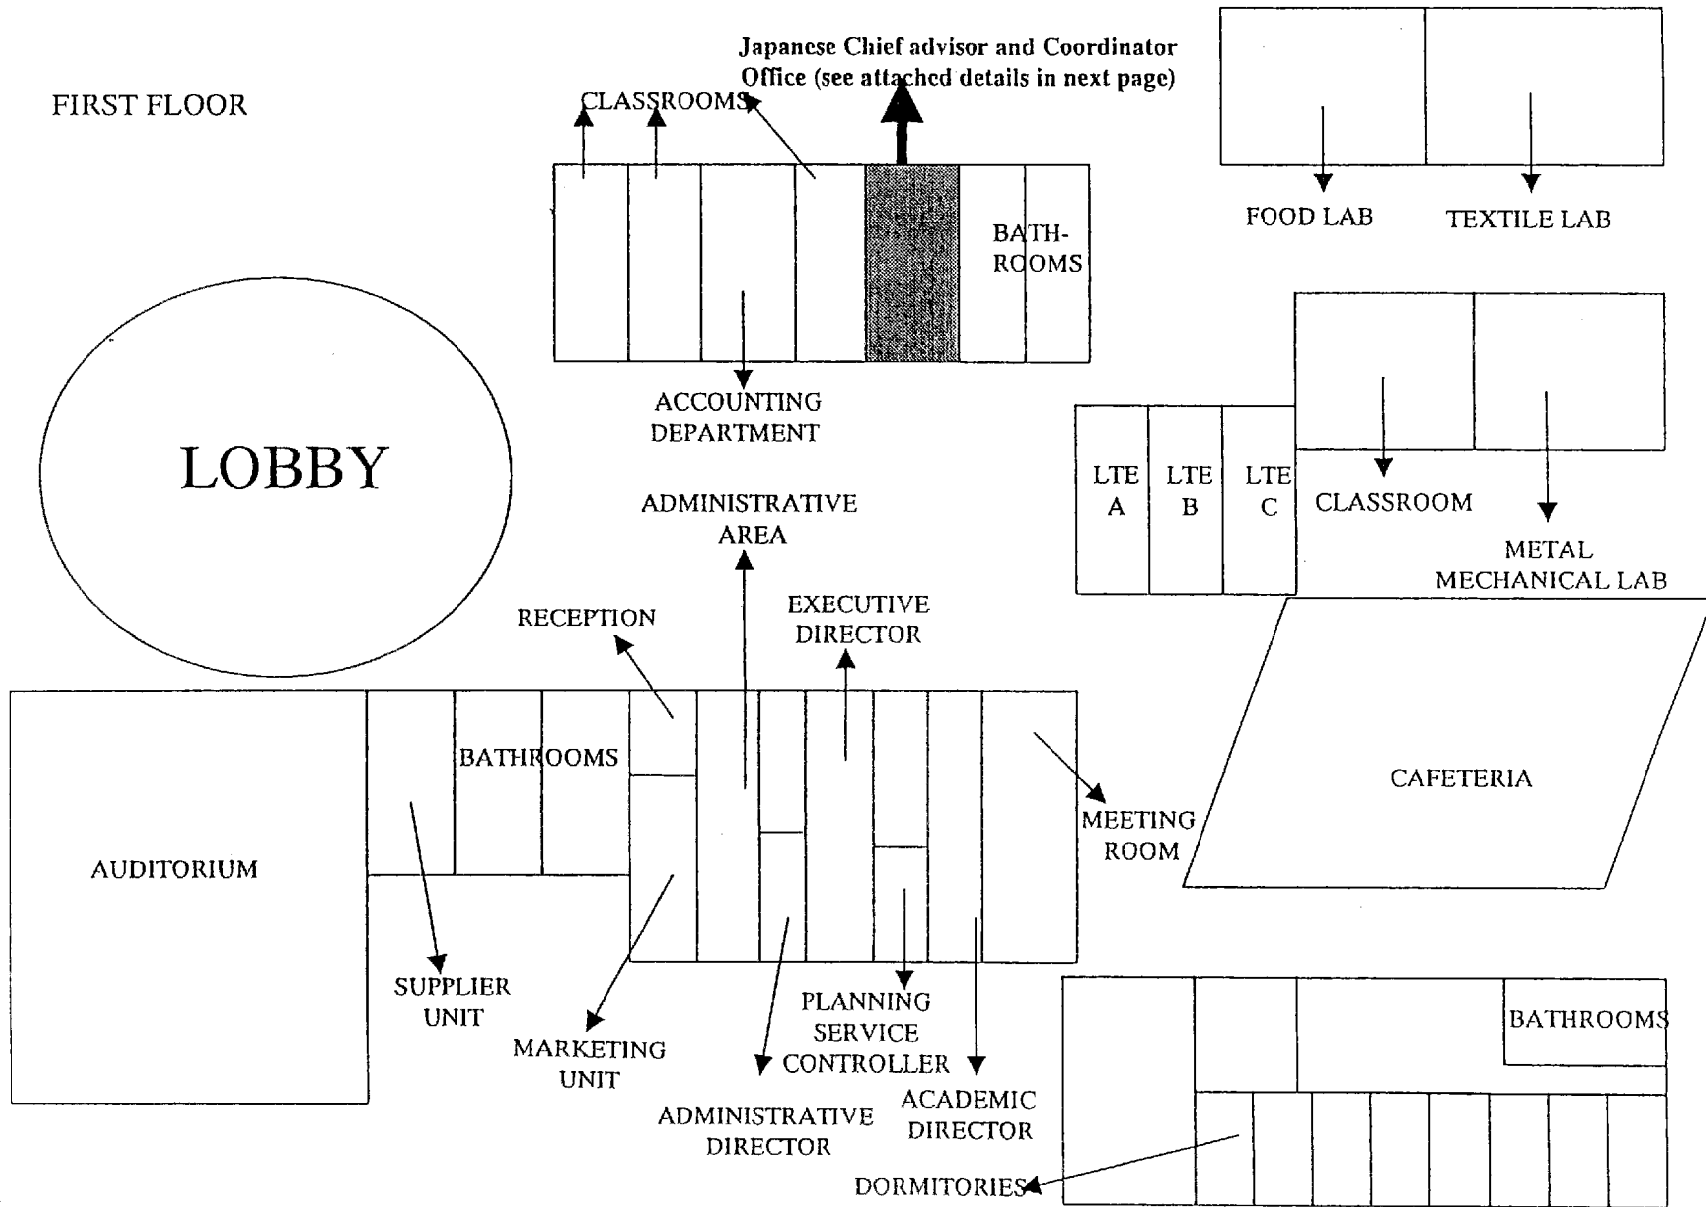 Japanese Chief advisor and Coordinator
Office (see attached details in next page)
FIRST FLOOR
CLASSROOMS
BATH-
ROOMS
FOOD LAB
TEXTILE LAB
ACCOUNTING
DEPARTMENT
LOBBY
ADMINISTRATIVE
AREA
LTE
A
LTE
B
LTE
C
CLASSROOM
METAL
MECHANICAL LAB
RECEPTION
EXECUTIVE
DIRECTOR
BATHROOMS
AUDITORIUM
MEETING
ROOM
CAFETERIA
SUPPLIER
UNIT
MARKETING
UNIT
PLANNING
SERVICE
CONTROLLER
ADMINISTRATIVE
DIRECTOR
ACADEMIC
DIRECTOR
BATHROOMS
DORMITORIES